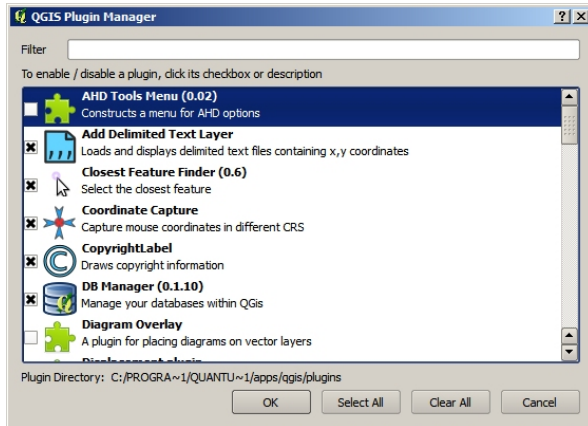 QGIS Plugin Manager
Filter
To enable / disable a plugin, click its checkbox or description
AHD Tools Menu (0.02)
Constructs a menu for AHD options
Add Delimited Text Layer
Loads and displays delimited text files containing x,y coordinates
Closest Feature Finder (0.6)
Select the closest feature
Coordinate Capture
Capture mouse coordinates in different CRS
CopyrightLabel
Draws copyright information
DB Manager (0.1.10)
Manage your databases within QGis
Diagram Overlay
A plugin for placing diagrams on vector layers
Displacement plugin
Plugin Directory: C:/PROGRA~1/QUANTU~1/apps/qgis/plugins
OK Select All Clear All Cancel